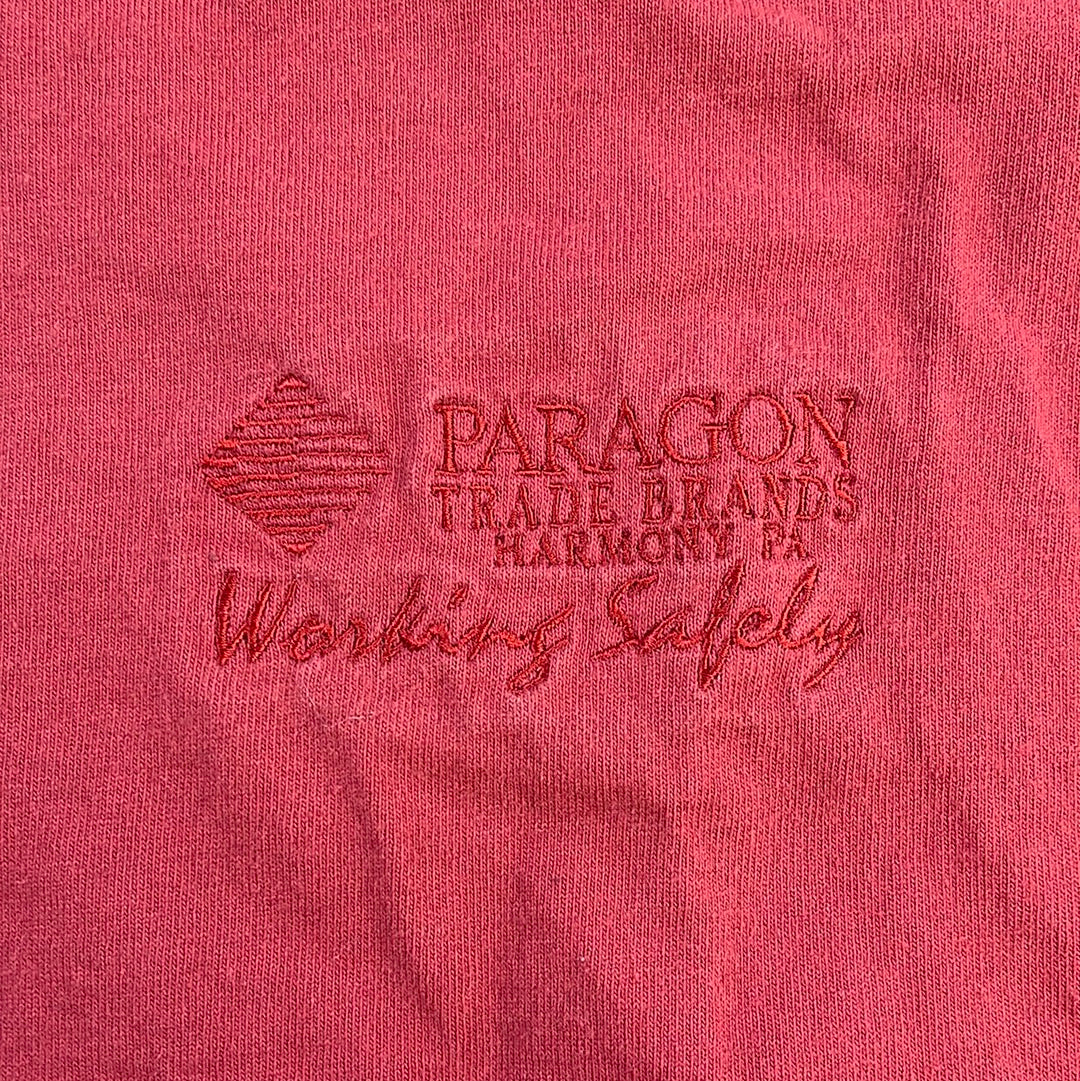 PARAGON
TRADE BRANDS
HARMONY PA
Working Safely